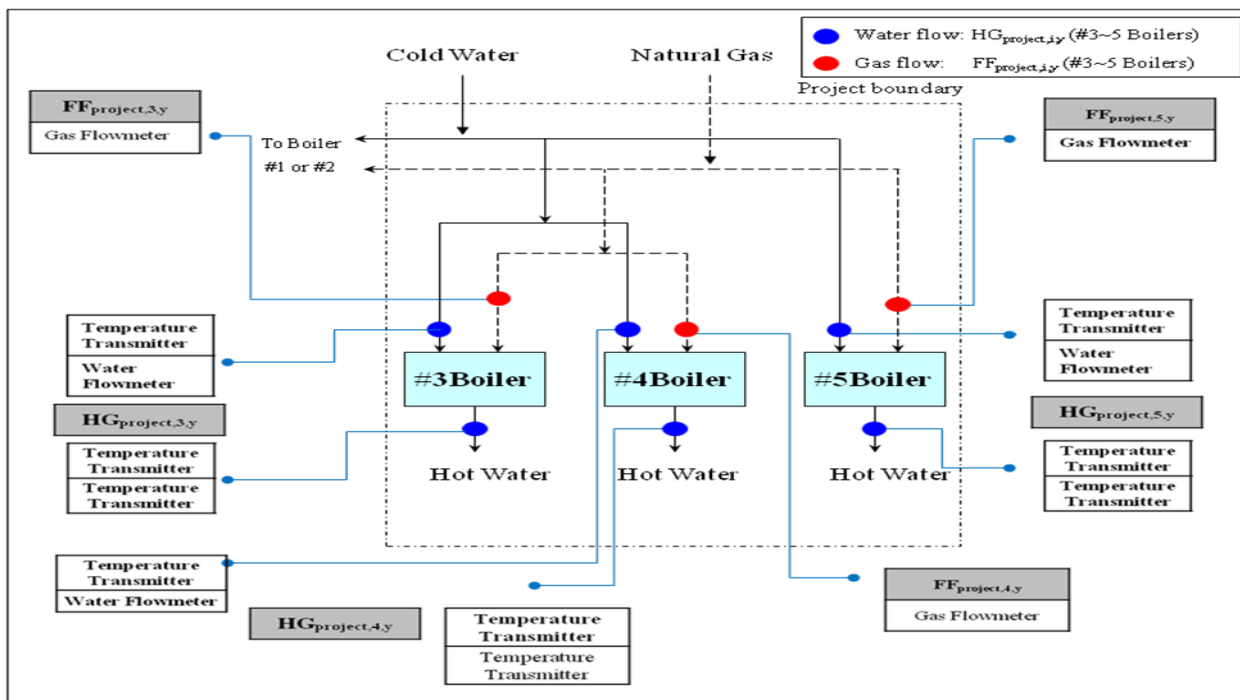 Water flow: HGproject,i,y (#3~5 Boilers)
Gas flow: FFproject,i,y (#3~5 Boilers)
Cold Water
Natural Gas
Project boundary
FFproject,3,y
Gas Flowmeter
To Boiler
#1 or #2
FFproject,5,y
Gas Flowmeter
Temperature
Transmitter
Water
Flowmeter
Temperature
Transmitter
Water
Flowmeter
#3Boiler
#4Boiler
#5Boiler
HGproject,3,y
HGproject,5,y
Temperature
Transmitter
Temperature
Transmitter
Hot Water
Hot Water
Hot Water
Temperature
Transmitter
Temperature
Transmitter
Temperature
Transmitter
Water Flowmeter
HGproject,4,y
Temperature
Transmitter
Temperature
Transmitter
FFproject,4,y
Gas Flowmeter